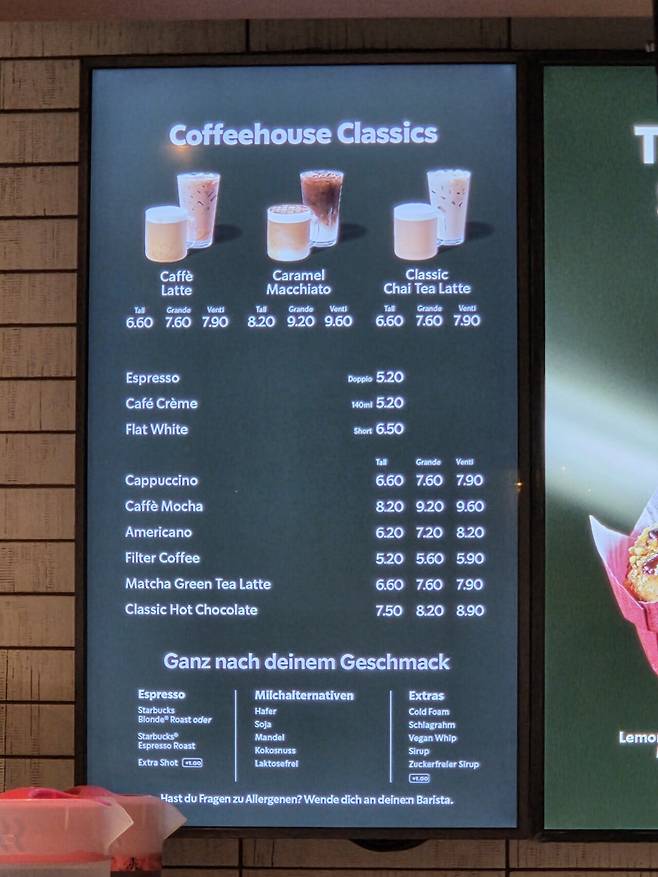 Coffeehouse Classics
T
Caffè
Latte
Caramel
Macchiato
Classic
Chai Tea Latte
Tall Grande Venti
6.60 7.60 7.90
Tall Grande Venti
8.20 9.20 9.60
Tall Grande Venti
6.60 7.60 7.90
Espresso Doppio 5.20
Café Crème 140ml 5.20
Flat White Short 6.50
Tall Grande Venti
Cappuccino 6.60 7.60 7.90
Caffè Mocha 8.20 9.20 9.60
Americano 6.20 7.20 8.20
Filter Coffee 5.20 5.60 5.90
Matcha Green Tea Latte 6.60 7.60 7.90
Classic Hot Chocolate 7.50 8.20 8.90
Ganz nach deinem Geschmack
Espresso
Starbucks
Blonde® Roast oder
Starbucks®
Espresso Roast
Extra Shot +1.00
Milchalternativen
Hafer
Soja
Mandel
Kokosnuss
Laktosefrei
Extras
Cold Foam
Schlagrahm
Vegan Whip
Sirup
Zuckerfreier Sirup
+1.00
Hast du Fragen zu Allergenen? Wende dich an deine:n Barista.
Lemo